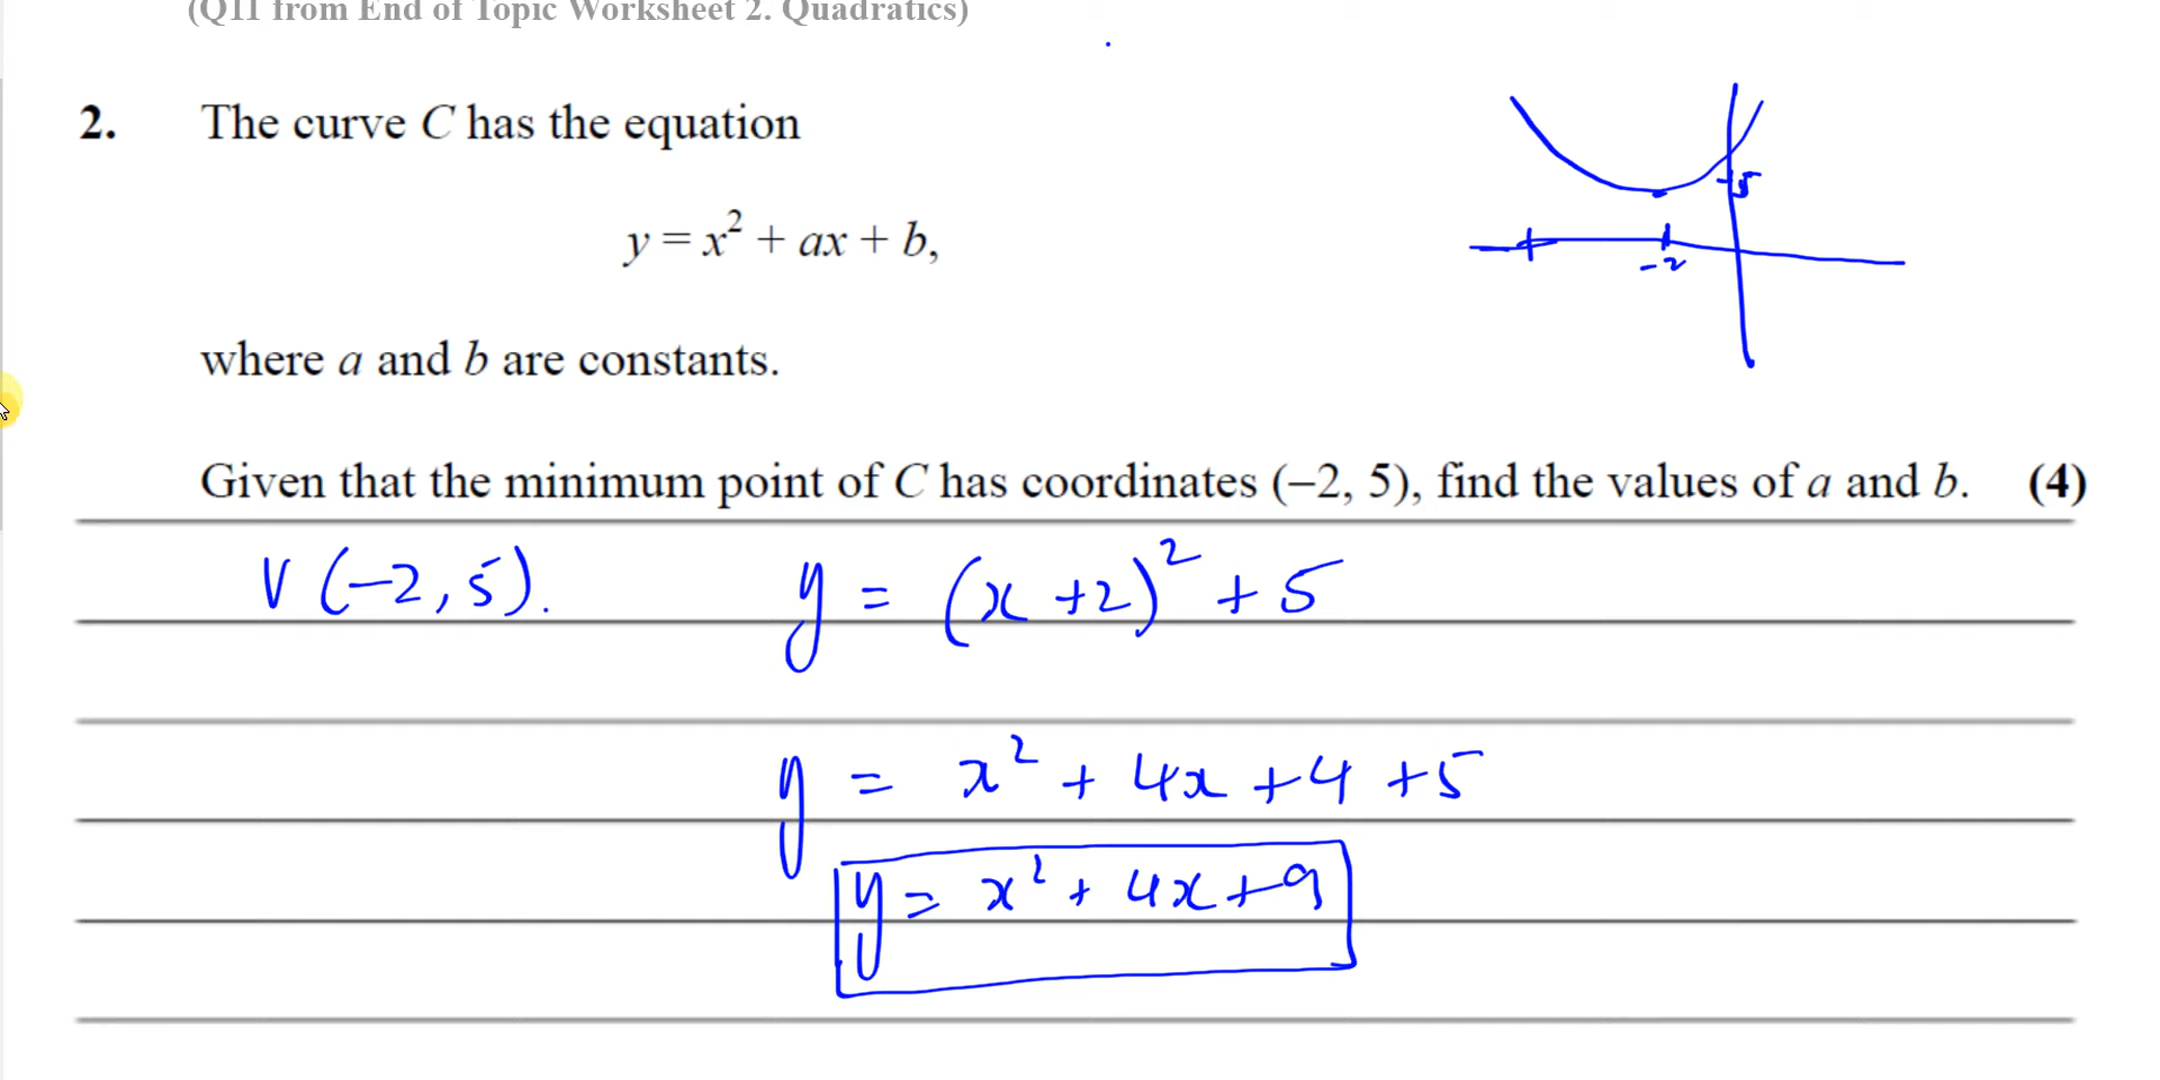 (Q11 from End of Topic Worksheet 2. Quadratics)
2. The curve C has the equation
y = x² + ax + b,
5
-2
where a and b are constants.
Given that the minimum point of C has coordinates (−2, 5), find the values of a and b. (4)
V (-2, 5). y = (x +2)² + 5
y = x² + 4x + 4 + 5
y = x² + 4x + 9